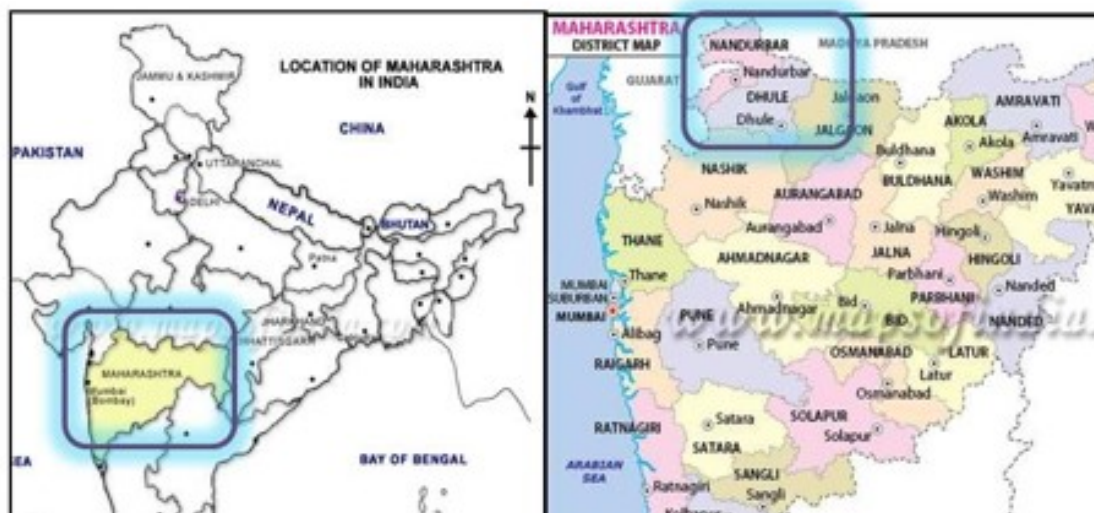 LOCATION OF MAHARASHTRA
IN INDIA
JAMMU & KASHMIR
CHINA
N
PAKISTAN
UTTARANCHAL
DELHI
NEPAL
BHUTAN
Patna
JHARKHAND
MAHARASHTRA
Mumbai
(Bombay)
SEA
BAY OF BENGAL
MAHARASHTRA
DISTRICT MAP
NANDURBAR
MADHYA PRADESH
GUJARAT
Nandurbar
Gulf
of
Khambhat
DHULE
Dhule
Jalgaon
JALGAON
AMRAVATI
Amravati
AKOLA
Akola
Buldhana
BULDHANA
NASHIK
Nashik
AURANGABAD
Aurangabad
WASHIM
Washim
Yavatm
YAVA
Jalna
JALNA
Hingoli
HINGOLI
THANE
Thane
AHMADNAGAR
Ahmadnagar
Parbhani
PARBHANI
Nanded
NANDED
MUMBAI
SUBURBAN
MUMBAI
Bid
BID
PUNE
Pune
Alibag
RAIGARH
OSMANABAD
Osmanabad
LATUR
Latur
Satara
SATARA
SOLAPUR
Solapur
RATNAGIRI
Ratnagiri
ARABIAN
SEA
SANGLI
Sangli